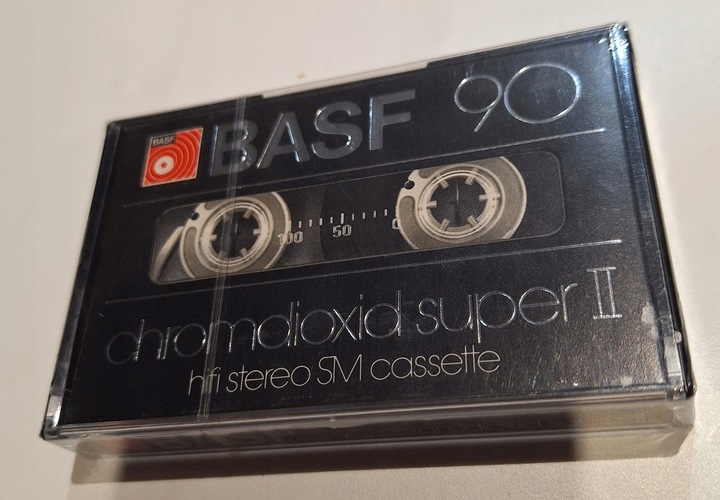 BASF
BASF 90
100 50 0
chromdioxid super II
hifi stereo SM cassette